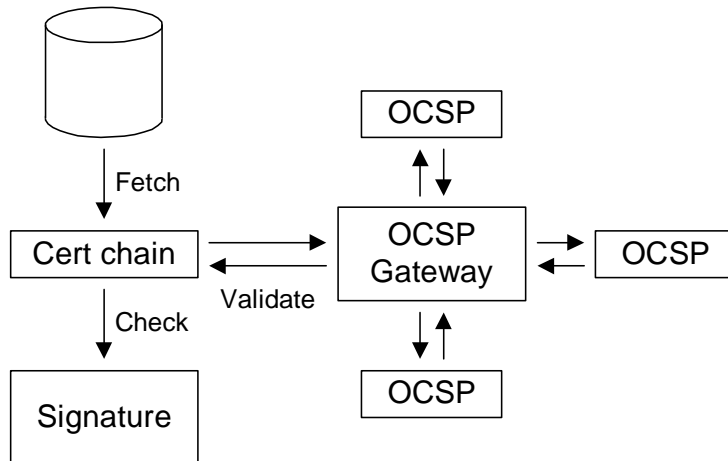 OCSP
Fetch
Cert chain
OCSP
Gateway
OCSP
Validate
Check
OCSP
Signature